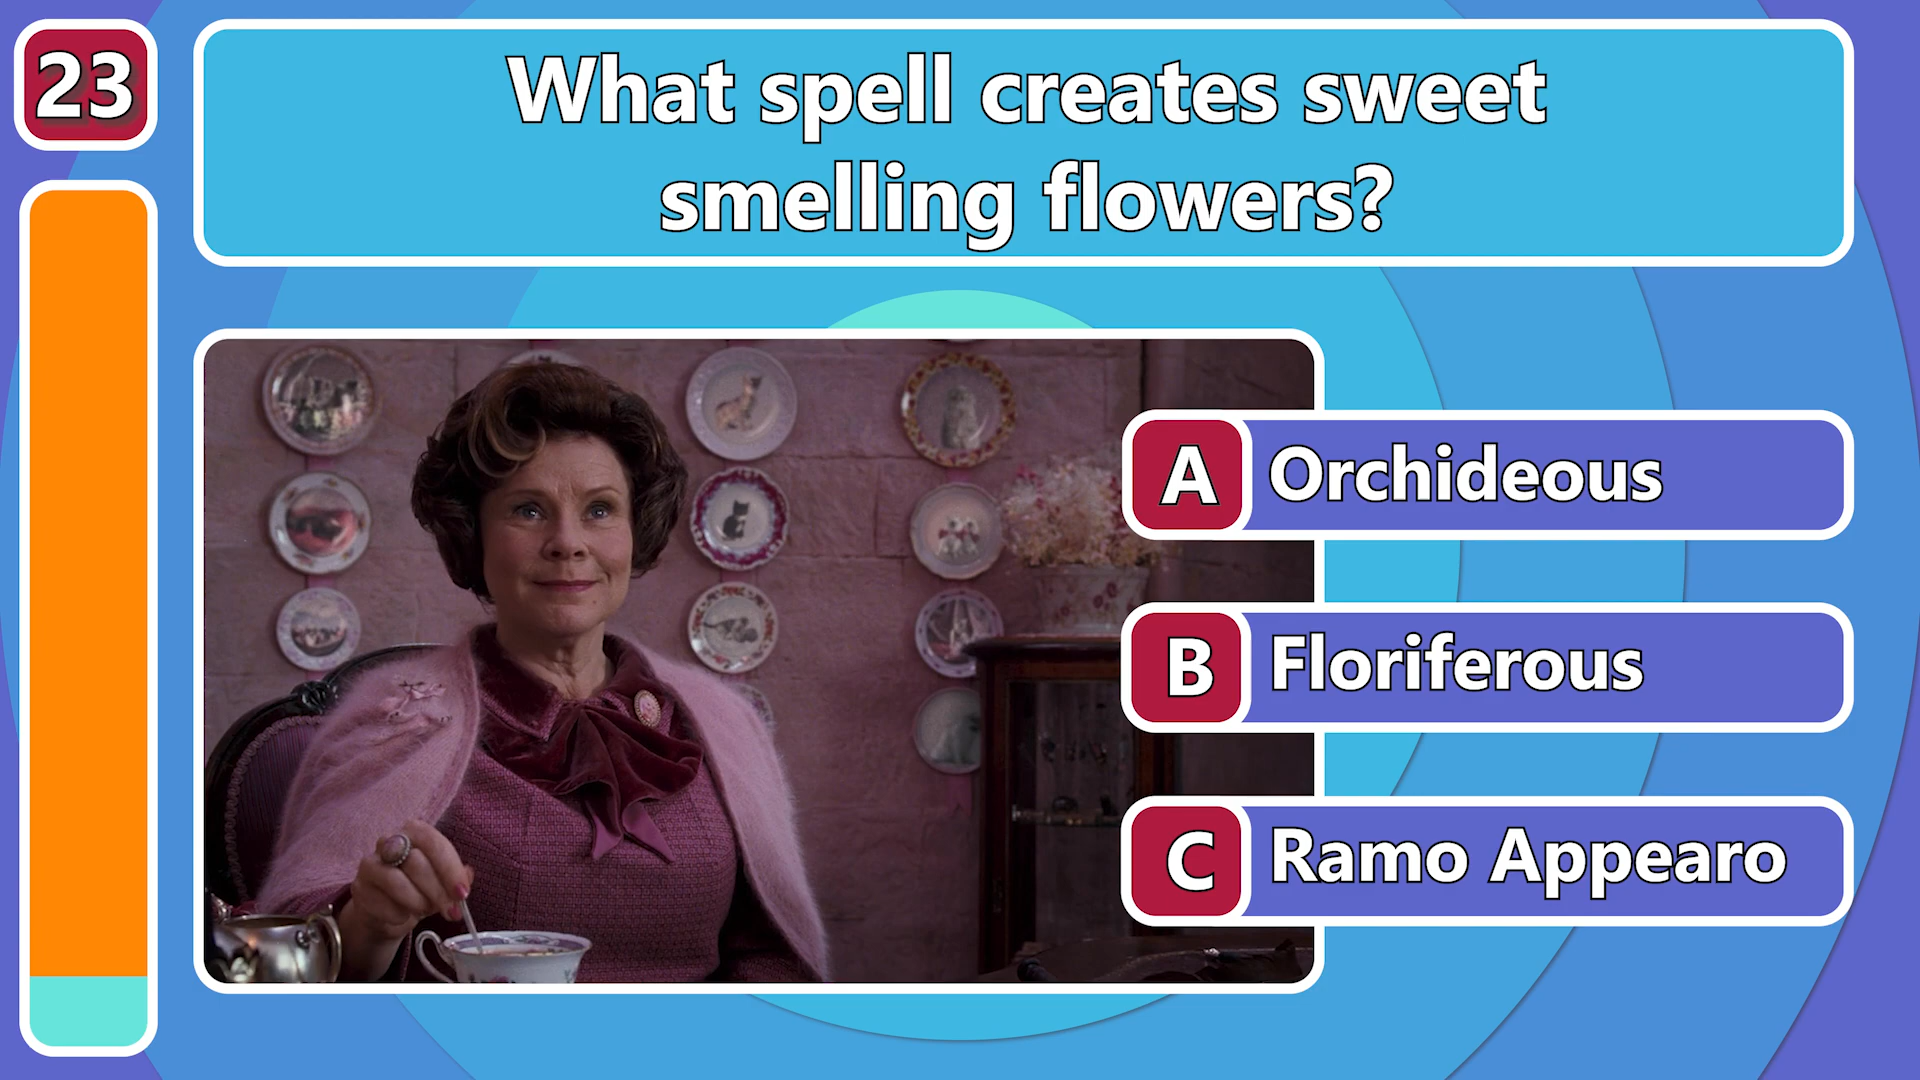 23
What spell creates sweet
smelling flowers?
A Orchideous
B Floriferous
C Ramo Appearo